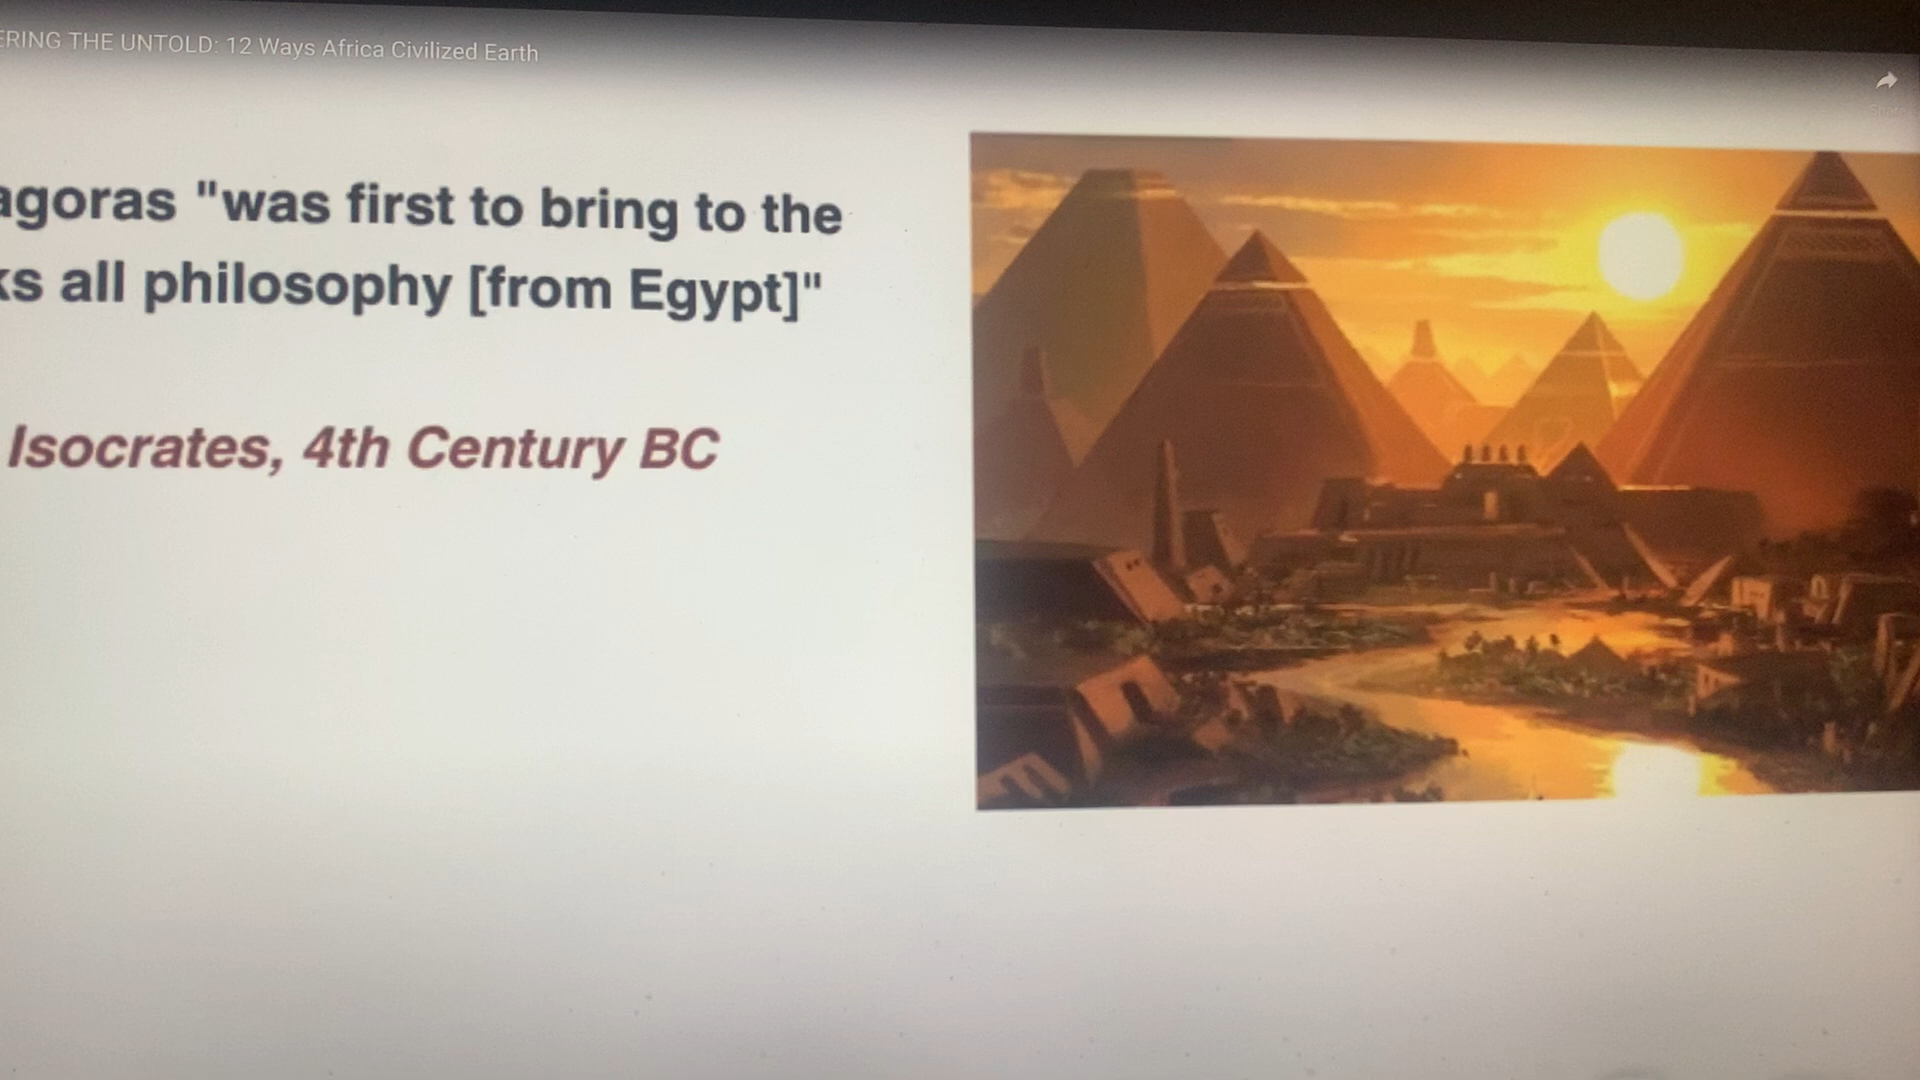 ERING THE UNTOLD: 12 Ways Africa Civilized Earth
agoras "was first to bring to the
ks all philosophy [from Egypt]"
Isocrates, 4th Century BC